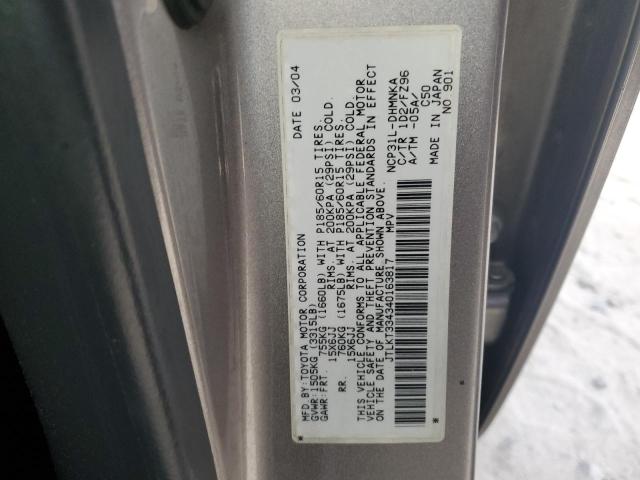 MFD.BY:TOYOTA MOTOR CORPORATION DATE 03/04
GVWR:1505KG(3315LB)
GAWR:FRT. 755KG(1660LB) WITH P185/60R15 TIRES,
15X6JJ RIMS, AT 200KPA(29PSI) COLD.
RR. 760KG(1675LB) WITH P185/60R15 TIRES,
15X6JJ RIMS, AT 200KPA(29PSI) COLD.
THIS VEHICLE CONFORMS TO ALL APPLICABLE FEDERAL MOTOR
VEHICLE SAFETY AND THEFT PREVENTION STANDARDS IN EFFECT
ON THE DATE OF MANUFACTURE SHOWN ABOVE.
JTLKT334340163817 MPV
NCP31L-DHMNKA
C/TR 1D2/FZ96
A/TM -05A/
C50
MADE IN JAPAN
NO 901